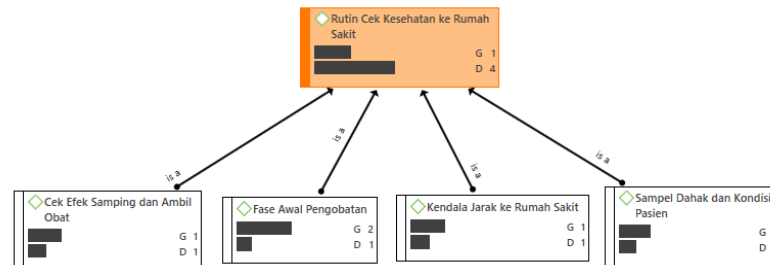 Rutin Cek Kesehatan ke Rumah
Sakit
G 1
D 4
is a
is a
is a
is a
Cek Efek Samping dan Ambil
Obat
G 1
D 1
Fase Awal Pengobatan
G 2
D 1
Kendala Jarak ke Rumah Sakit
G 1
D 1
Sampel Dahak dan Kondisi
Pasien
G
D